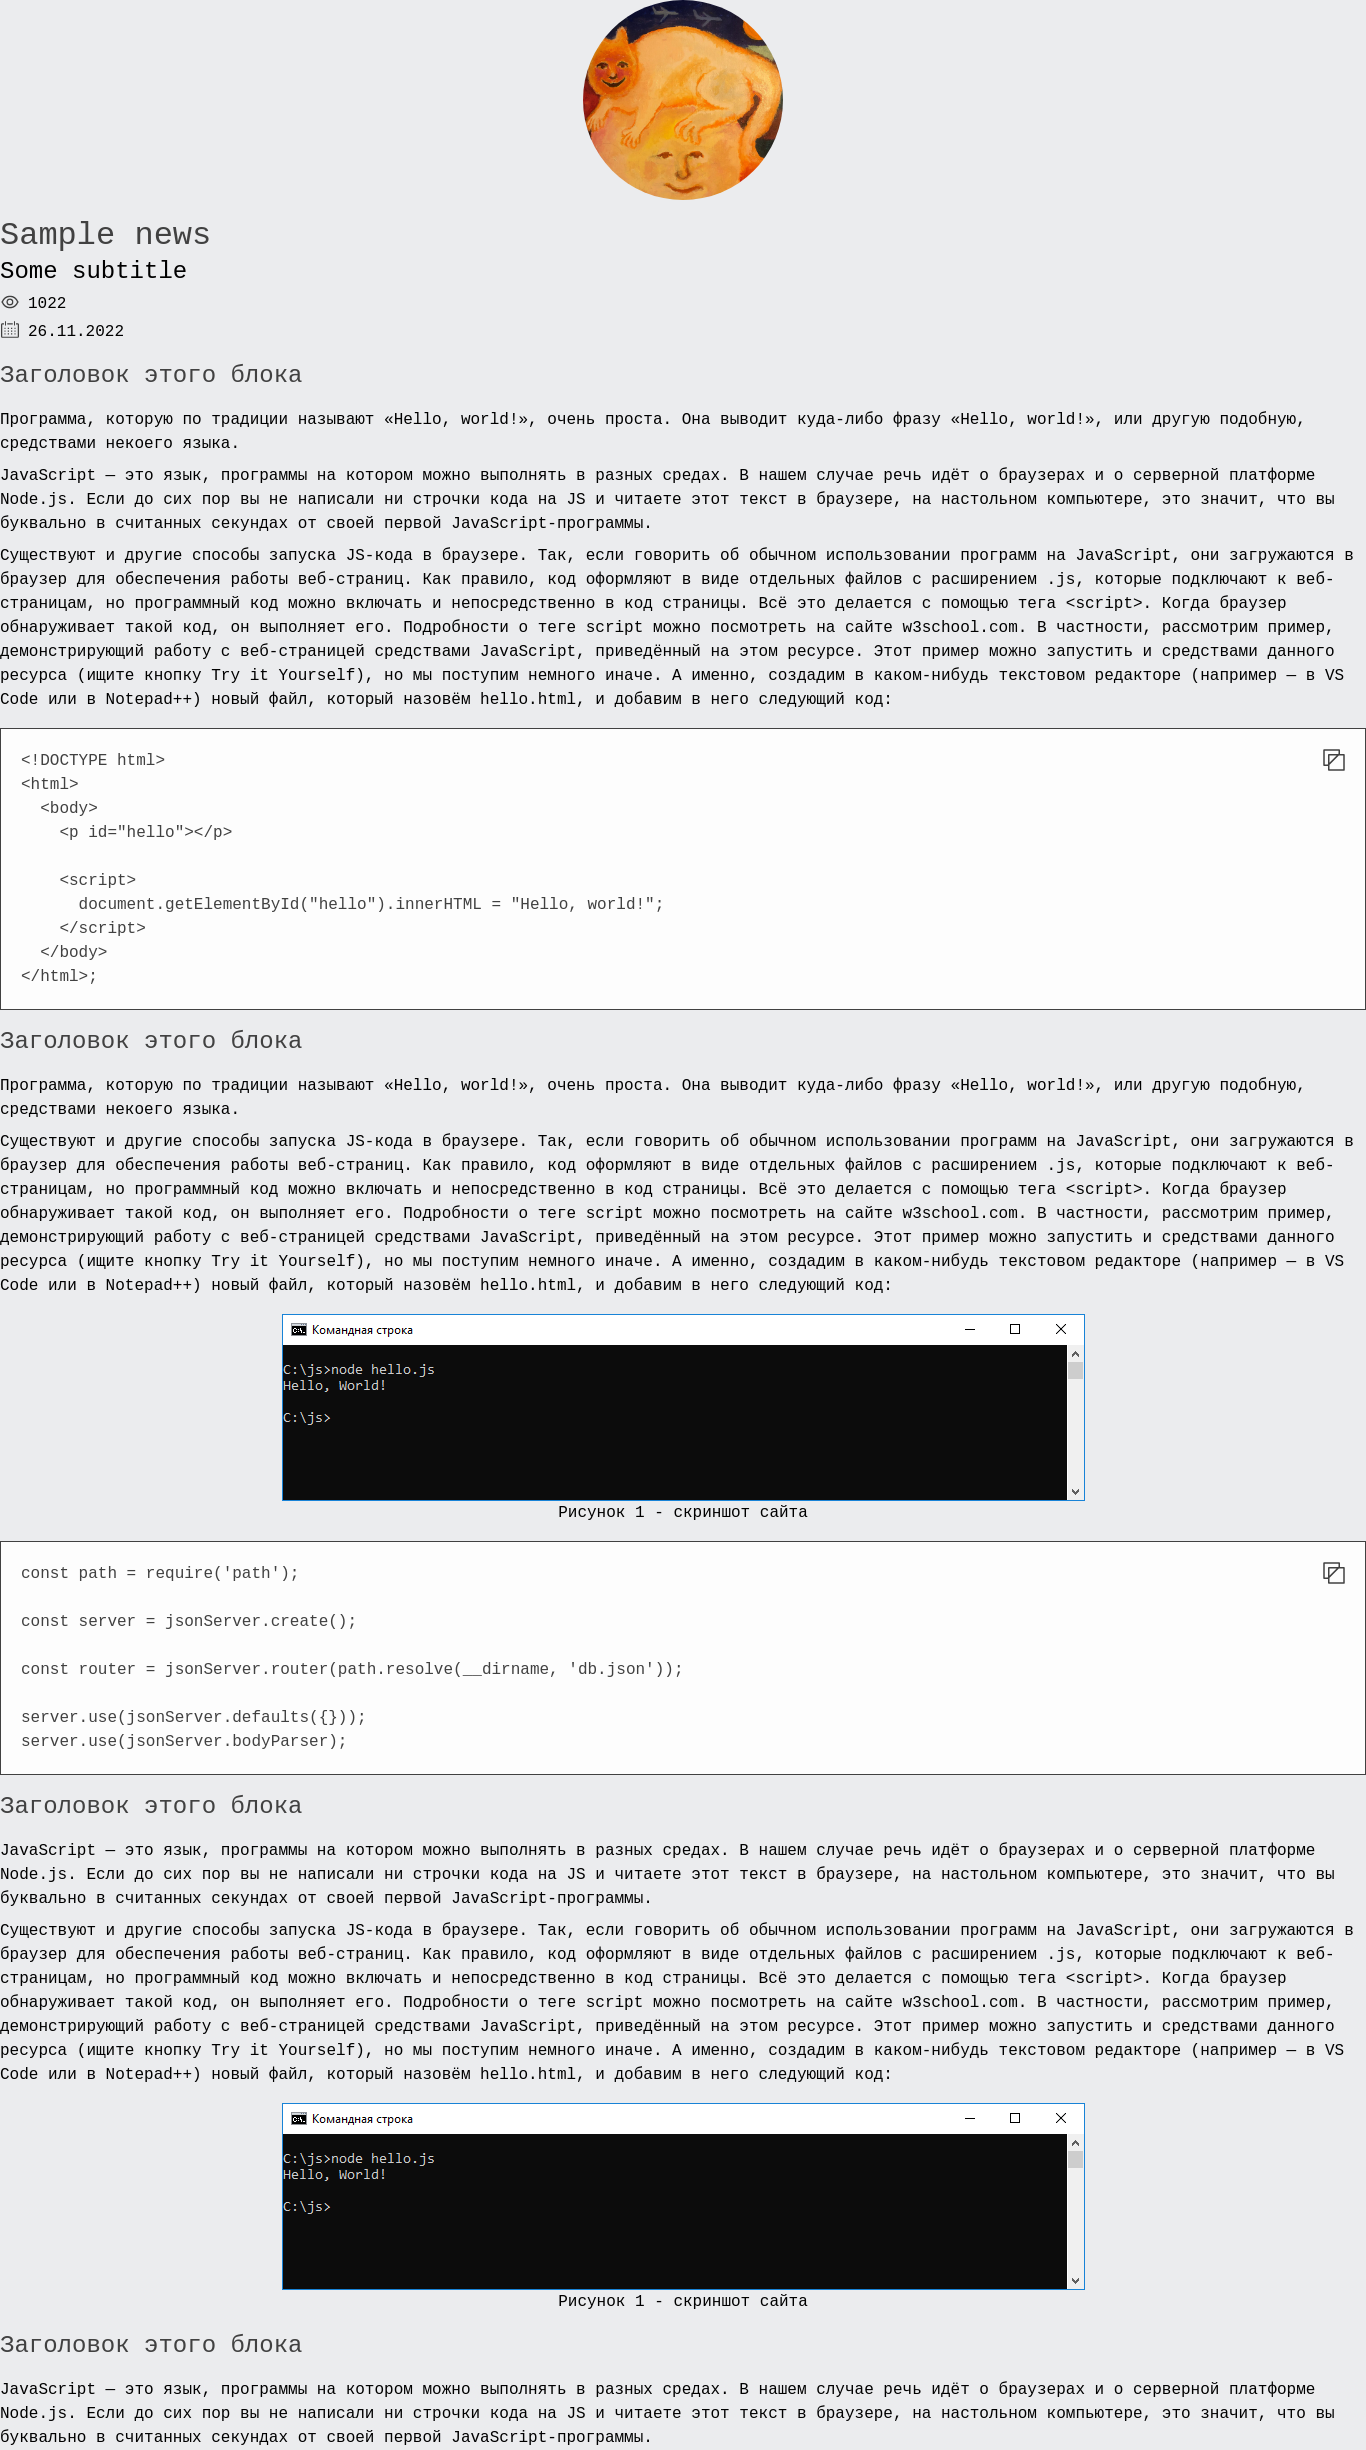 Sample news
Some subtitle
1022
26.11.2022
Заголовок этого блока
Программа, которую по традиции называют «Hello, world!», очень проста. Она выводит куда-либо фразу «Hello, world!», или другую подобную,
средствами некоего языка.
JavaScript — это язык, программы на котором можно выполнять в разных средах. В нашем случае речь идёт о браузерах и о серверной платформе
Node.js. Если до сих пор вы не написали ни строчки кода на JS и читаете этот текст в браузере, на настольном компьютере, это значит, что вы
буквально в считанных секундах от своей первой JavaScript-программы.
Существуют и другие способы запуска JS-кода в браузере. Так, если говорить об обычном использовании программ на JavaScript, они загружаются в
браузер для обеспечения работы веб-страниц. Как правило, код оформляют в виде отдельных файлов с расширением .js, которые подключают к веб-
страницам, но программный код можно включать и непосредственно в код страницы. Всё это делается с помощью тега <script>. Когда браузер
обнаруживает такой код, он выполняет его. Подробности о теге script можно посмотреть на сайте w3school.com. В частности, рассмотрим пример,
демонстрирующий работу с веб-страницей средствами JavaScript, приведённый на этом ресурсе. Этот пример можно запустить и средствами данного
ресурса (ищите кнопку Try it Yourself), но мы поступим немного иначе. А именно, создадим в каком-нибудь текстовом редакторе (например — в VS
Code или в Notepad++) новый файл, который назовём hello.html, и добавим в него следующий код:
<!DOCTYPE html>
<html>
  <body>
    <p id="hello"></p>
    <script>
      document.getElementById("hello").innerHTML = "Hello, world!";
    </script>
  </body>
</html>;
Заголовок этого блока
Программа, которую по традиции называют «Hello, world!», очень проста. Она выводит куда-либо фразу «Hello, world!», или другую подобную,
средствами некоего языка.
Существуют и другие способы запуска JS-кода в браузере. Так, если говорить об обычном использовании программ на JavaScript, они загружаются в
браузер для обеспечения работы веб-страниц. Как правило, код оформляют в виде отдельных файлов с расширением .js, которые подключают к веб-
страницам, но программный код можно включать и непосредственно в код страницы. Всё это делается с помощью тега <script>. Когда браузер
обнаруживает такой код, он выполняет его. Подробности о теге script можно посмотреть на сайте w3school.com. В частности, рассмотрим пример,
демонстрирующий работу с веб-страницей средствами JavaScript, приведённый на этом ресурсе. Этот пример можно запустить и средствами данного
ресурса (ищите кнопку Try it Yourself), но мы поступим немного иначе. А именно, создадим в каком-нибудь текстовом редакторе (например — в VS
Code или в Notepad++) новый файл, который назовём hello.html, и добавим в него следующий код:
Командная строка
C:\js>node hello.js
Hello, World!
C:\js>
Рисунок 1 - скриншот сайта
const path = require('path');
const server = jsonServer.create();
const router = jsonServer.router(path.resolve(__dirname, 'db.json'));
server.use(jsonServer.defaults({}));
server.use(jsonServer.bodyParser);
Заголовок этого блока
JavaScript — это язык, программы на котором можно выполнять в разных средах. В нашем случае речь идёт о браузерах и о серверной платформе
Node.js. Если до сих пор вы не написали ни строчки кода на JS и читаете этот текст в браузере, на настольном компьютере, это значит, что вы
буквально в считанных секундах от своей первой JavaScript-программы.
Существуют и другие способы запуска JS-кода в браузере. Так, если говорить об обычном использовании программ на JavaScript, они загружаются в
браузер для обеспечения работы веб-страниц. Как правило, код оформляют в виде отдельных файлов с расширением .js, которые подключают к веб-
страницам, но программный код можно включать и непосредственно в код страницы. Всё это делается с помощью тега <script>. Когда браузер
обнаруживает такой код, он выполняет его. Подробности о теге script можно посмотреть на сайте w3school.com. В частности, рассмотрим пример,
демонстрирующий работу с веб-страницей средствами JavaScript, приведённый на этом ресурсе. Этот пример можно запустить и средствами данного
ресурса (ищите кнопку Try it Yourself), но мы поступим немного иначе. А именно, создадим в каком-нибудь текстовом редакторе (например — в VS
Code или в Notepad++) новый файл, который назовём hello.html, и добавим в него следующий код:
Командная строка
C:\js>node hello.js
Hello, World!
C:\js>
Рисунок 1 - скриншот сайта
Заголовок этого блока
JavaScript — это язык, программы на котором можно выполнять в разных средах. В нашем случае речь идёт о браузерах и о серверной платформе
Node.js. Если до сих пор вы не написали ни строчки кода на JS и читаете этот текст в браузере, на настольном компьютере, это значит, что вы
буквально в считанных секундах от своей первой JavaScript-программы.